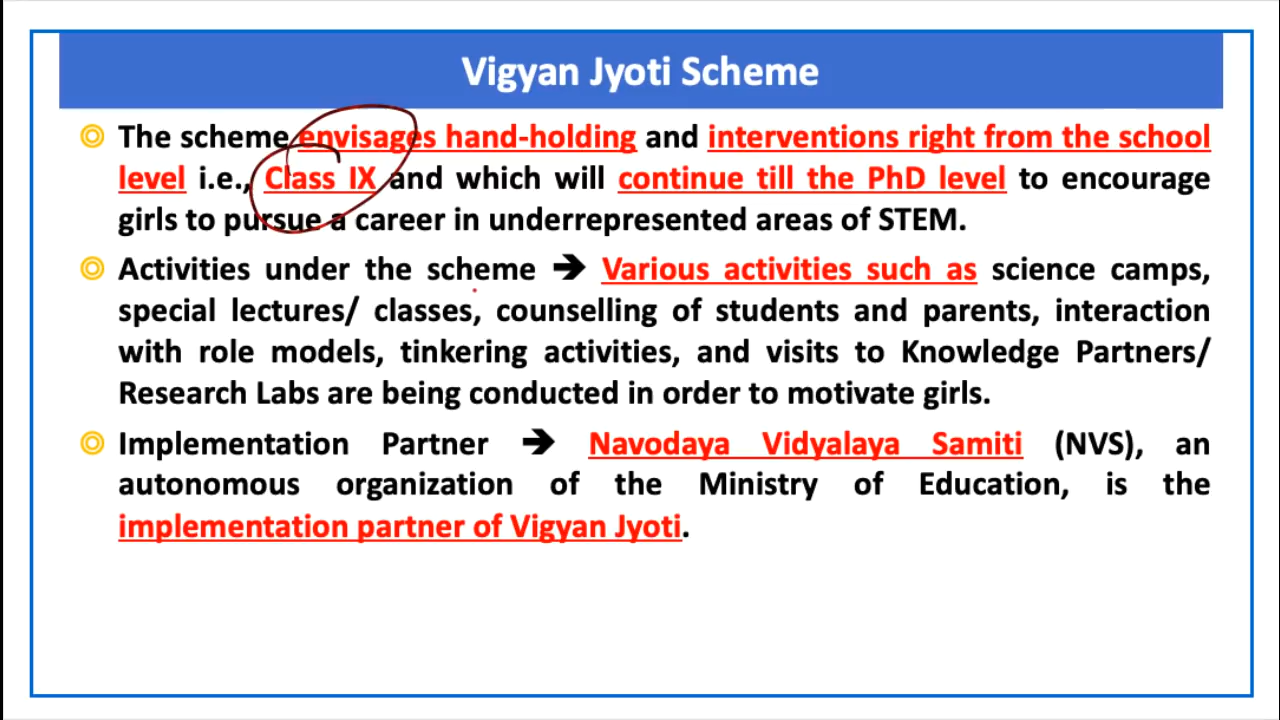 Vigyan Jyoti Scheme
The scheme envisages hand-holding and interventions right from the school
level i.e., Class IX and which will continue till the PhD level to encourage
girls to pursue a career in underrepresented areas of STEM.
Activities under the scheme ➔ Various activities such as science camps,
special lectures/ classes, counselling of students and parents, interaction
with role models, tinkering activities, and visits to Knowledge Partners/
Research Labs are being conducted in order to motivate girls.
Implementation Partner ➔ Navodaya Vidyalaya Samiti (NVS), an
autonomous organization of the Ministry of Education, is the
implementation partner of Vigyan Jyoti.